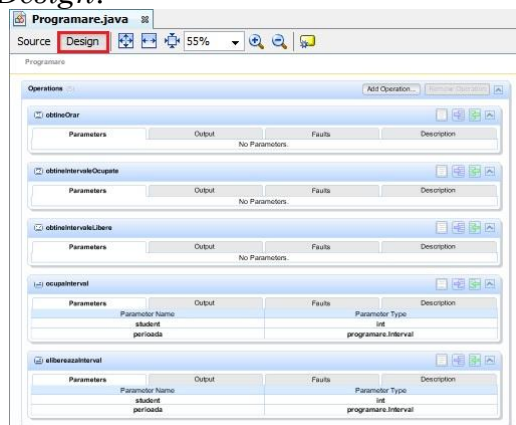 Design.
Programare.java
Source Design 55%
Programare
Operations Add Operation... Remove Operation
obtineOrar
Parameters Output Faults Description
No Parameters.
obtineIntervaleOcupate
Parameters Output Faults Description
No Parameters.
obtineIntervaleLibere
Parameters Output Faults Description
No Parameters.
ocupaInterval
Parameters Output Faults Description
Parameter Name Parameter Type
student int
perioada programare.Interval
elibereazaInterval
Parameters Output Faults Description
Parameter Name Parameter Type
student int
perioada programare.Interval